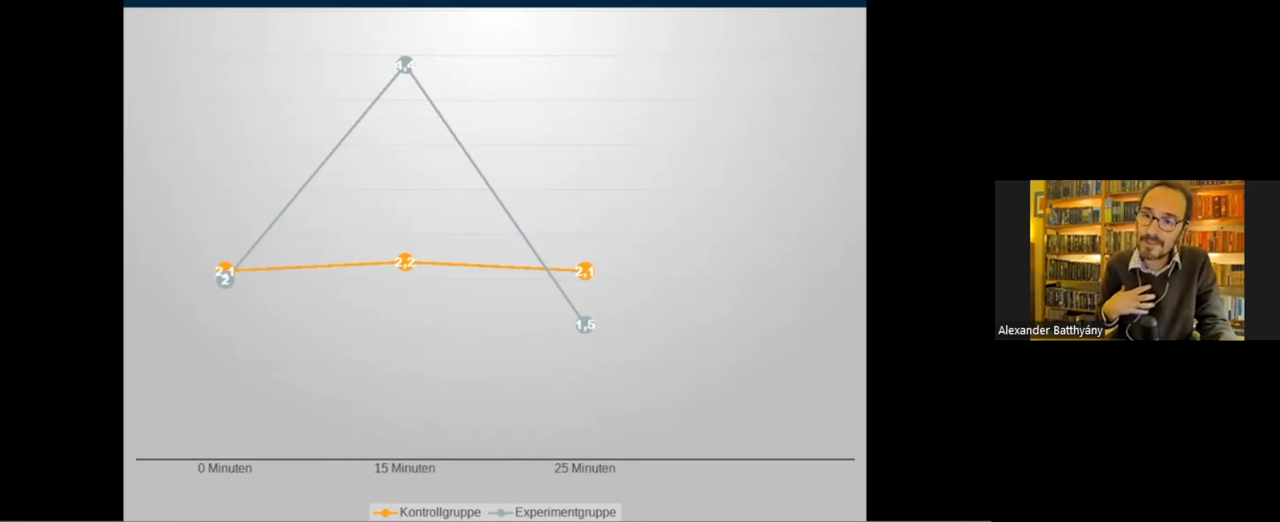 4,4
2,1
2,2
2,1
2
1,5
Alexander Batthyány
0 Minuten
15 Minuten
25 Minuten
Kontrollgruppe
Experimentgruppe